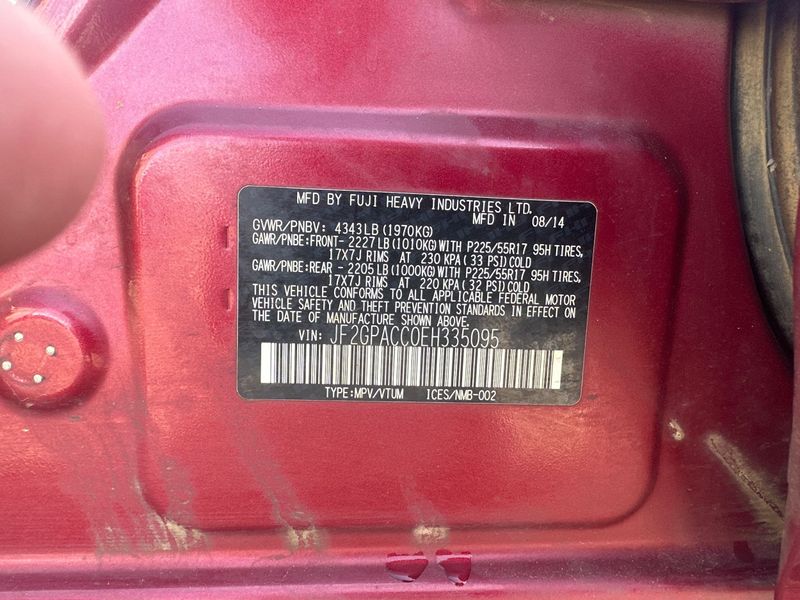 MFD BY FUJI HEAVY INDUSTRIES LTD.
MFD IN 08/14
GVWR/PNBV: 4343LB(1970KG)
GAWR/PNBE:FRONT- 2227LB(1010KG)WITH P225/55R17 95H TIRES,
17X7J RIMS AT 230 KPA(33 PSI)COLD
GAWR/PNBE:REAR - 2205LB(1000KG)WITH P225/55R17 95H TIRES,
17X7J RIMS AT 220 KPA(32 PSI)COLD
THIS VEHICLE CONFORMS TO ALL APPLICABLE FEDERAL MOTOR
VEHICLE SAFETY AND THEFT PREVENTION STANDARDS IN EFFECT ON
THE DATE OF MANUFACTURE SHOWN ABOVE.
VIN: JF2GPACC0EH335095
TYPE:MPV/VTUM ICES/NMB-002